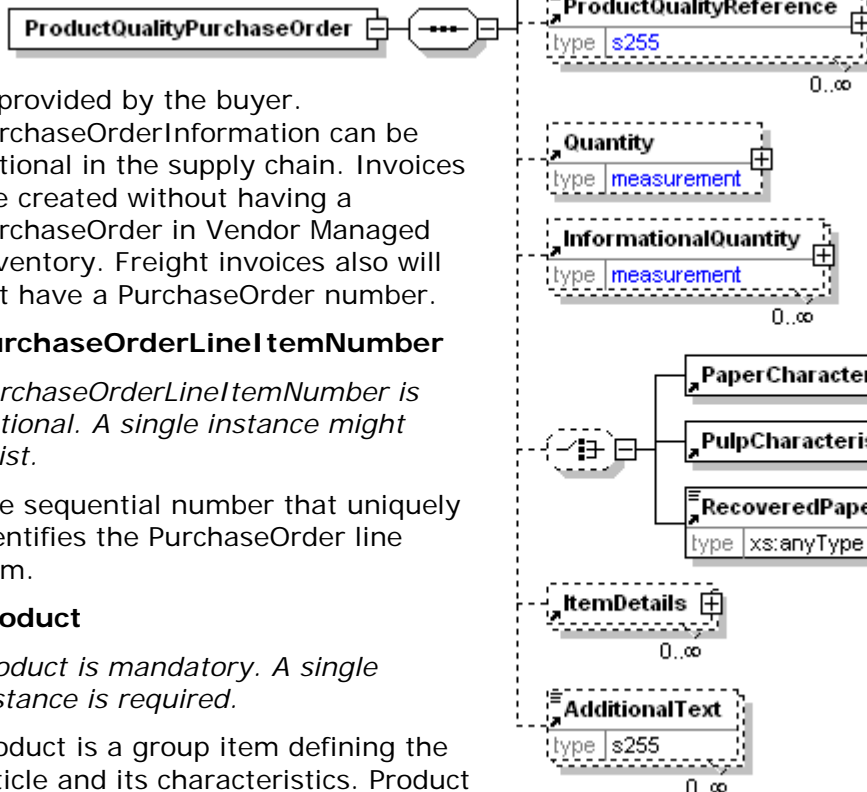 ProductQualityPurchaseOrder
provided by the buyer.
rchaseOrderInformation can be
tional in the supply chain. Invoices
e created without having a
rchaseOrder in Vendor Managed
ventory. Freight invoices also will
t have a PurchaseOrder number.
urchaseOrderLineItemNumber
rchaseOrderLineItemNumber is
tional. A single instance might
ist.
e sequential number that uniquely
entifies the PurchaseOrder line
m.
oduct
oduct is mandatory. A single
stance is required.
oduct is a group item defining the
ticle and its characteristics. Product
ProductQualityReference
type s255
0..∞
Quantity
type measurement
InformationalQuantity
type measurement
0..∞
PaperCharacter
PulpCharacteris
RecoveredPape
type xs:anyType
ItemDetails
0..∞
AdditionalText
type s255
0..∞